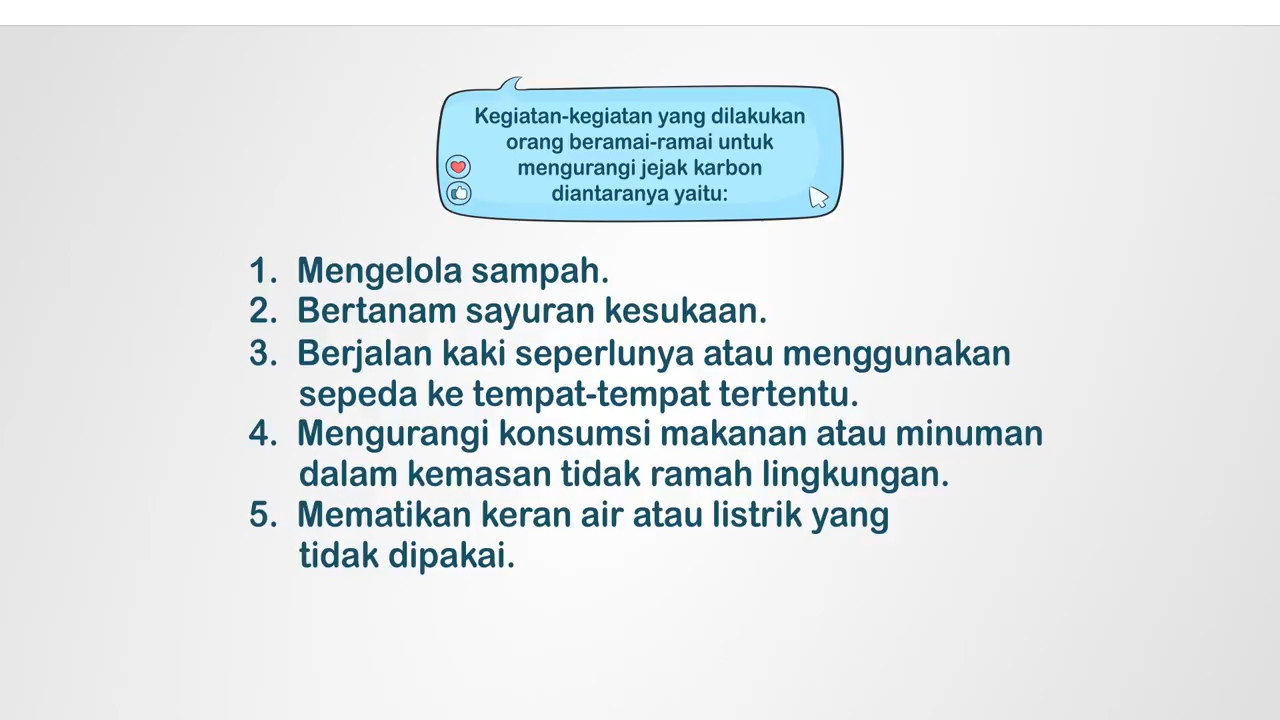 Kegiatan-kegiatan yang dilakukan
orang beramai-ramai untuk
mengurangi jejak karbon
diantaranya yaitu:
1. Mengelola sampah.
2. Bertanam sayuran kesukaan.
3. Berjalan kaki seperlunya atau menggunakan
sepeda ke tempat-tempat tertentu.
4. Mengurangi konsumsi makanan atau minuman
dalam kemasan tidak ramah lingkungan.
5. Mematikan keran air atau listrik yang
tidak dipakai.